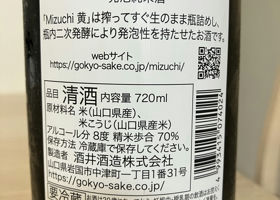 「Mizuchi 黄」は搾ってすぐ生のまま瓶詰めし、
瓶内二次発酵により発泡性を持たせたお酒です。
webサイト
https://gokyo-sake.co.jp/mizuchi/
品目 清酒 内容量 720ml
原材料 米(山口県産)、
米こうじ(山口県産米)
アルコール分 8度 精米歩合 70%
保存方法 冷蔵庫で保存してください。
製造者 酒井酒造株式会社
山口県岩国市中津町一丁目1番31号
https://gokyo-sake.co.jp/
要冷蔵
4 993415 074024